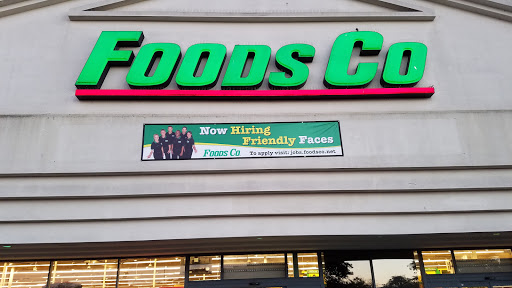 FOODS CO
Now Hiring
Friendly Faces
FOODS CO To apply visit: jobs.foodsco.net